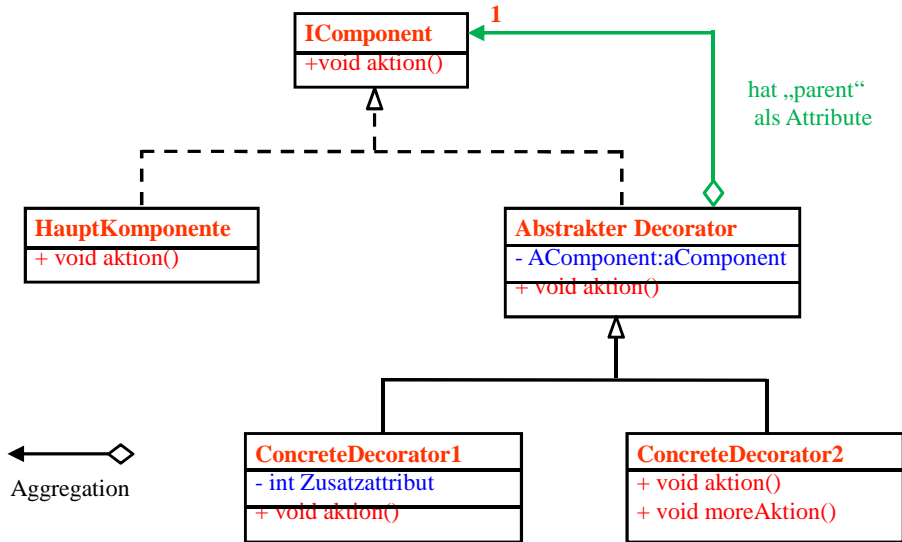 IComponent
1
+void aktion()
hat „parent“
als Attribute
HauptKomponente
+ void aktion()
Abstrakter Decorator
- AComponent:aComponent
+ void aktion()
ConcreteDecorator1
- int Zusatzattribut
+ void aktion()
ConcreteDecorator2
+ void aktion()
+ void moreAktion()
Aggregation